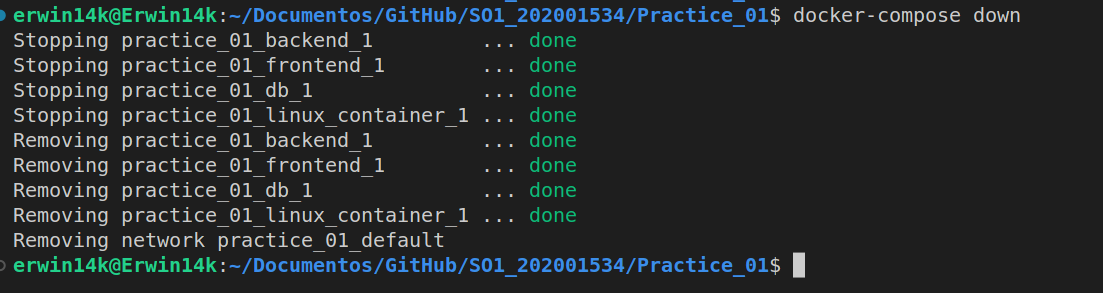 erwin14k@Erwin14k:~/Documentos/GitHub/SO1_202001534/Practice_01$ docker-compose down
Stopping practice_01_backend_1         ... done
Stopping practice_01_frontend_1        ... done
Stopping practice_01_db_1              ... done
Stopping practice_01_linux_container_1 ... done
Removing practice_01_backend_1         ... done
Removing practice_01_frontend_1        ... done
Removing practice_01_db_1              ... done
Removing practice_01_linux_container_1 ... done
Removing network practice_01_default
erwin14k@Erwin14k:~/Documentos/GitHub/SO1_202001534/Practice_01$